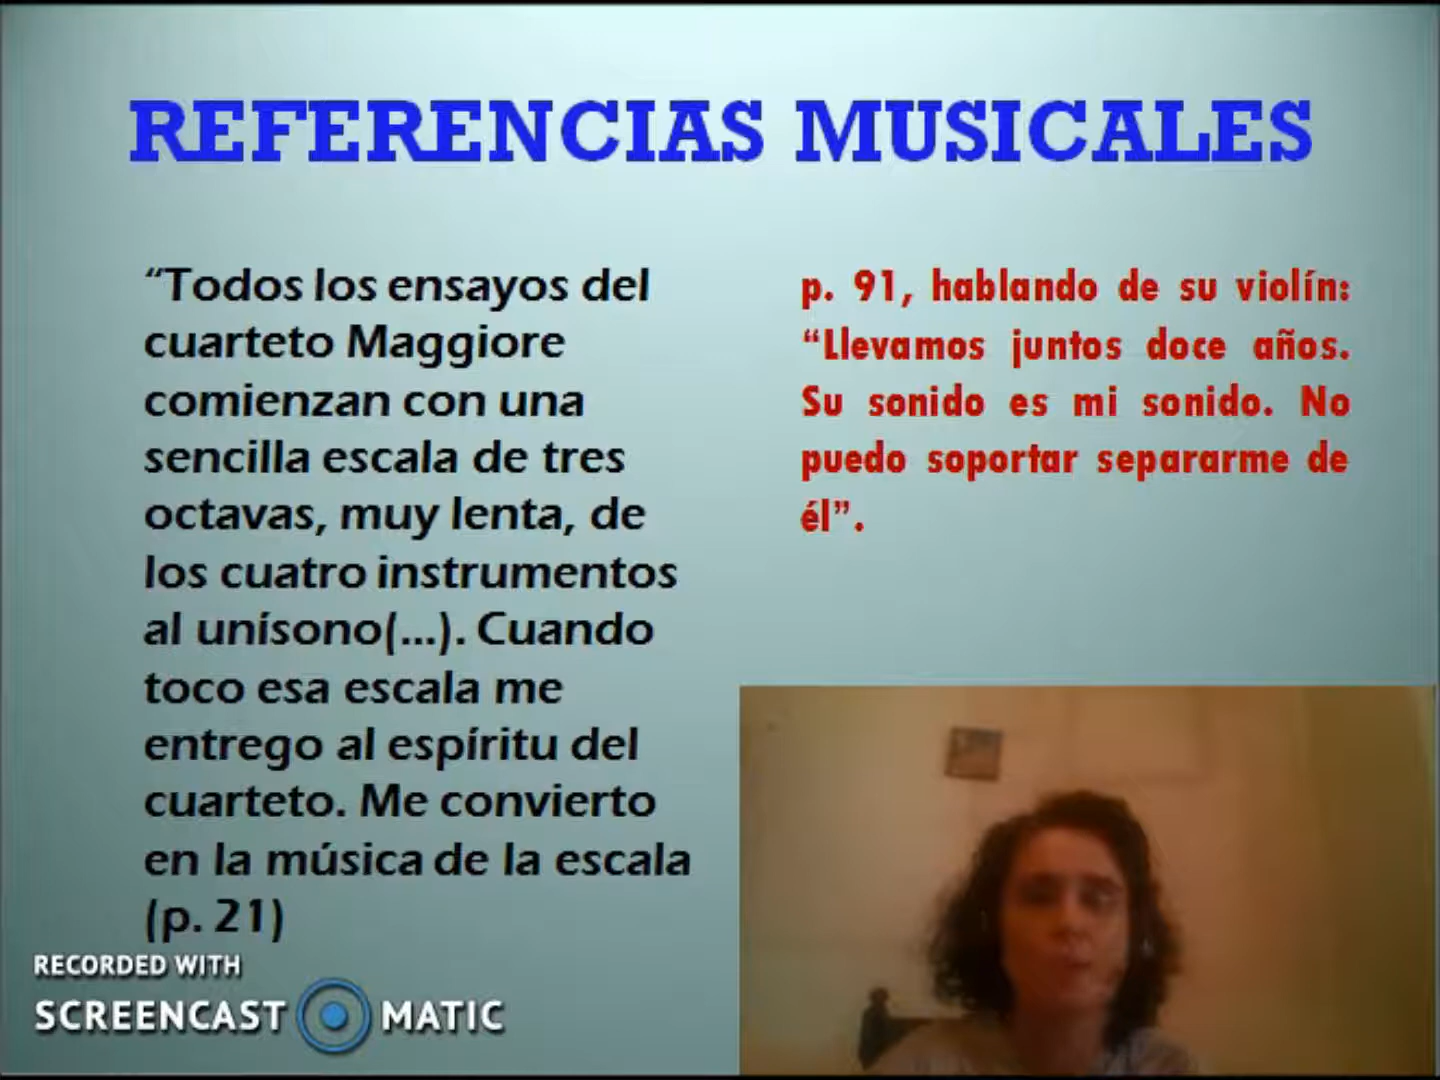 REFERENCIAS MUSICALES
“Todos los ensayos del
cuarteto Maggiore
comienzan con una
sencilla escala de tres
octavas, muy lenta, de
los cuatro instrumentos
al unísono(...). Cuando
toco esa escala me
entrego al espíritu del
cuarteto. Me convierto
en la música de la escala
(p. 21)
p. 91, hablando de su violín:
“Llevamos juntos doce años.
Su sonido es mi sonido. No
puedo soportar separarme de
él”.
RECORDED WITH
SCREENCAST MATIC